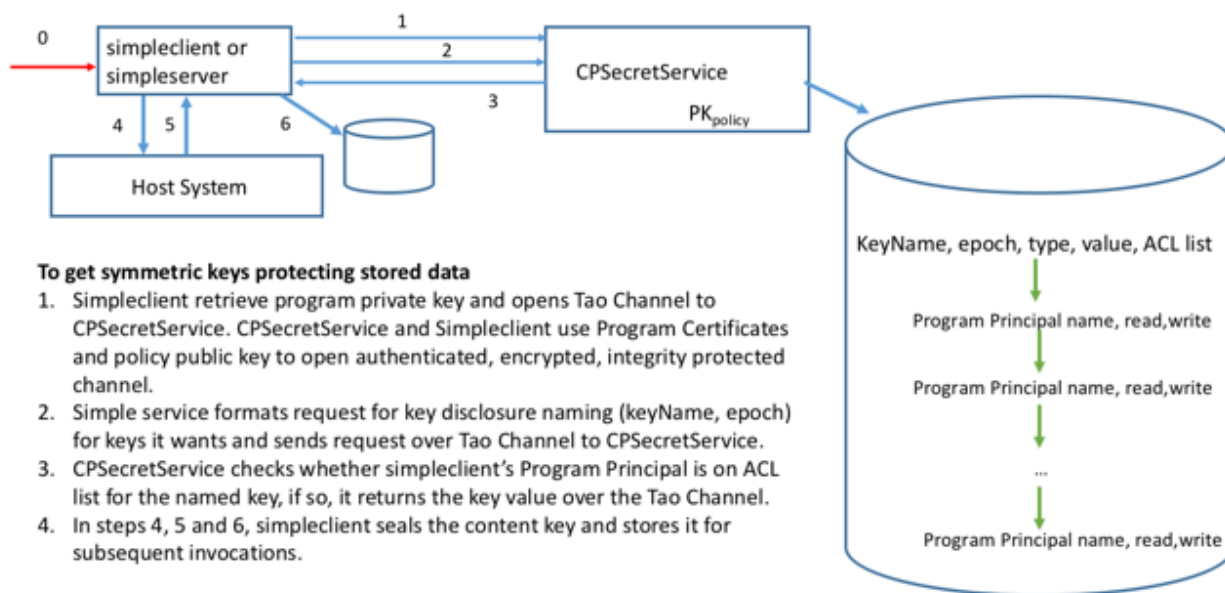 0
simpleclient or
simpleserver
1
2
3
CPSecretService
PKpolicy
4
5
6
Host System
KeyName, epoch, type, value, ACL list
Program Principal name, read,write
Program Principal name, read,write
...
Program Principal name, read,write
To get symmetric keys protecting stored data
1. Simpleclient retrieve program private key and opens Tao Channel to
CPSecretService. CPSecretService and Simpleclient use Program Certificates
and policy public key to open authenticated, encrypted, integrity protected
channel.
2. Simple service formats request for key disclosure naming (keyName, epoch)
for keys it wants and sends request over Tao Channel to CPSecretService.
3. CPSecretService checks whether simpleclient's Program Principal is on ACL
list for the named key, if so, it returns the key value over the Tao Channel.
4. In steps 4, 5 and 6, simpleclient seals the content key and stores it for
subsequent invocations.